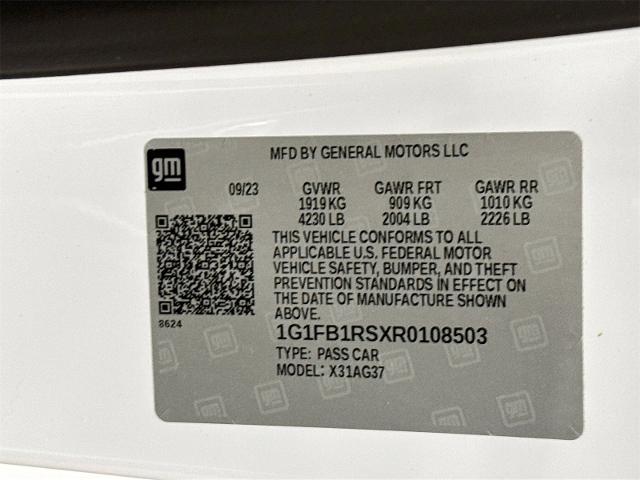 gm
MFD BY GENERAL MOTORS LLC
09/23 GVWR GAWR FRT GAWR RR
1919 KG 909 KG 1010 KG
4230 LB 2004 LB 2226 LB
THIS VEHICLE CONFORMS TO ALL
APPLICABLE U.S. FEDERAL MOTOR
VEHICLE SAFETY, BUMPER, AND THEFT
PREVENTION STANDARDS IN EFFECT ON
THE DATE OF MANUFACTURE SHOWN
ABOVE.
8624
1G1FB1RSXR0108503
TYPE: PASS CAR
MODEL: X31AG37